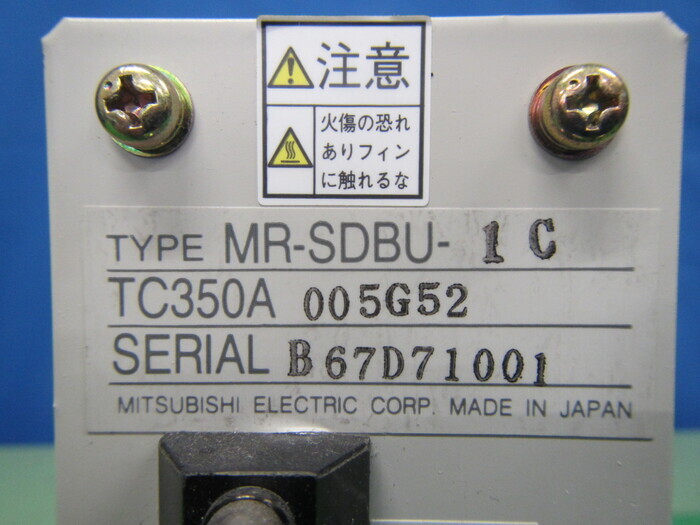 注意
火傷の恐れ
ありフィン
に触れるな
TYPE MR-SDBU-1C
TC350A 005G52
SERIAL B67D71001
MITSUBISHI ELECTRIC CORP. MADE IN JAPAN